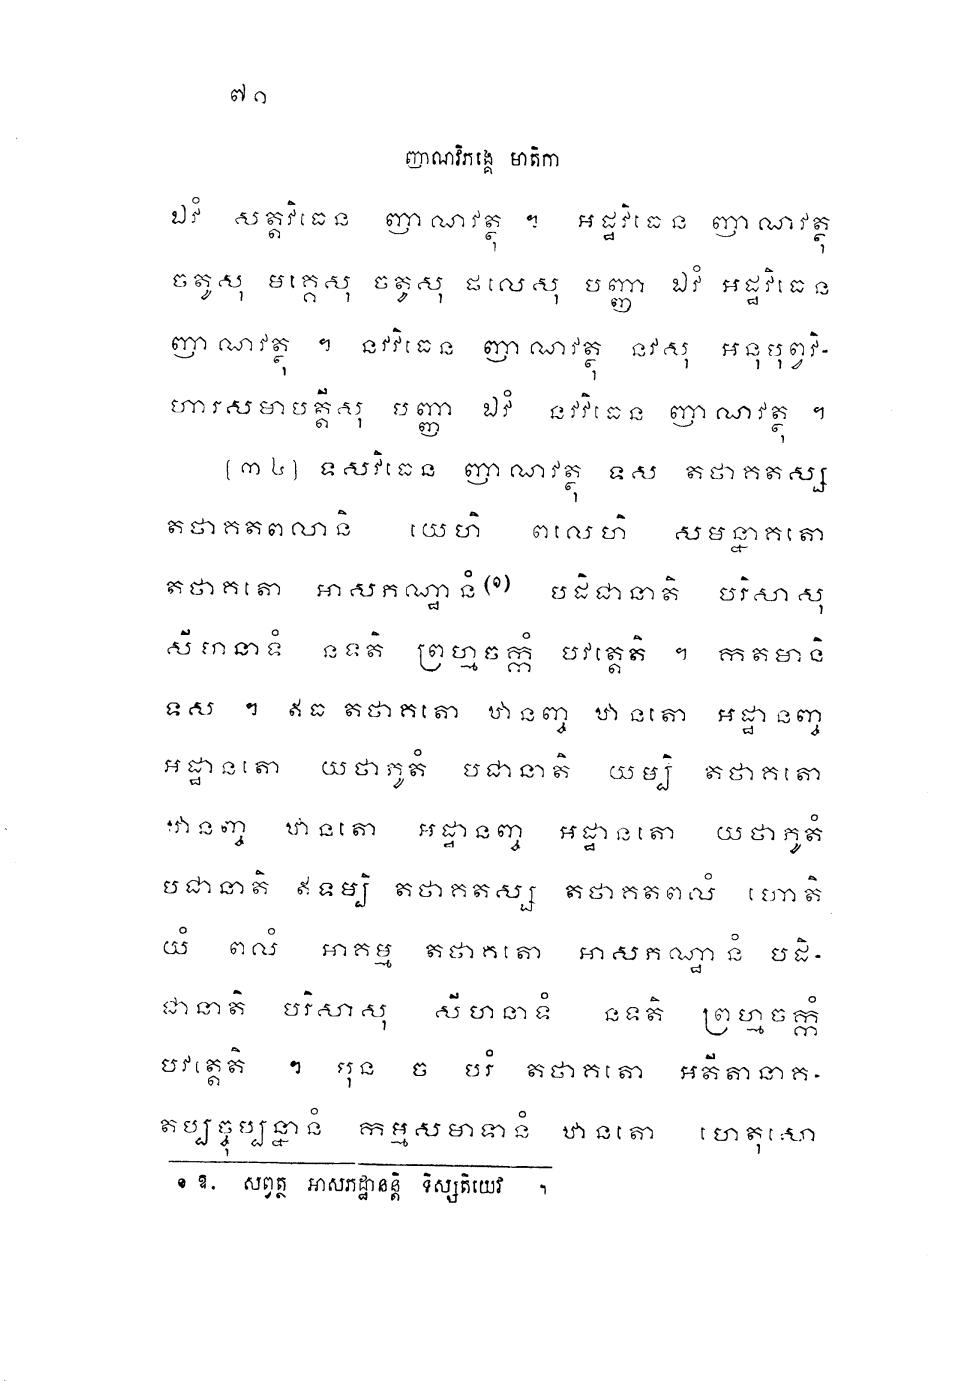 ៧១
ញាណវិភង្គេ មាតិកា
ឯវំ សត្តវិធេន ញាណវត្ថុ ។ អដ្ឋវិធេន ញាណវត្ថុ
ចតូសុ មគ្គេសុ ចតូសុ ផលេសុ បញ្ញា ឯវំ អដ្ឋវិធេន
ញាណវត្ថុ ។ នវវិធេន ញាណវត្ថុ នវសុ អនុបុព្វវិ-
ហារសមាបត្តីសុ បញ្ញា ឯវំ នវវិធេន ញាណវត្ថុ ។
(៣៤) ទសវិធេន ញាណវត្ថុ ទស តថាគតស្ស
តថាគតពលានិ យេហិ ពលេហិ សមន្នាគតោ
តថាគតោ អាសភណ្ឋានំ(១) បដិជានាតិ បរិសាសុ
សីហនាទំ នទតិ ព្រហ្មចក្កំ បវត្តេតិ ។ កតមានិ
ទស ។ ឥធ តថាគតោ ឋានញ្ច ឋានតោ អដ្ឋានញ្ច
អដ្ឋានតោ យថាភូតំ បជានាតិ យម្បិ តថាគតោ
ឋានញ្ច ឋានតោ អដ្ឋានញ្ច អដ្ឋានតោ យថាភូតំ
បជានាតិ ឥទម្បិ តថាគតស្ស តថាគតពលំ ហោតិ
យំ ពលំ អាគម្ម តថាគតោ អាសភណ្ឋានំ បដិ-
ជានាតិ បរិសាសុ សីហនាទំ នទតិ ព្រហ្មចក្កំ
បវត្តេតិ ។ បុន ច បរំ តថាគតោ អតីតានាគ-
តប្បច្ចុប្បន្នានំ កម្មសមាទានំ ឋានតោ ហេតុសោ
១ ឱ. សព្វត្ថ អាសភដ្ឋានន្តិ ទិស្សតិយេវ ។